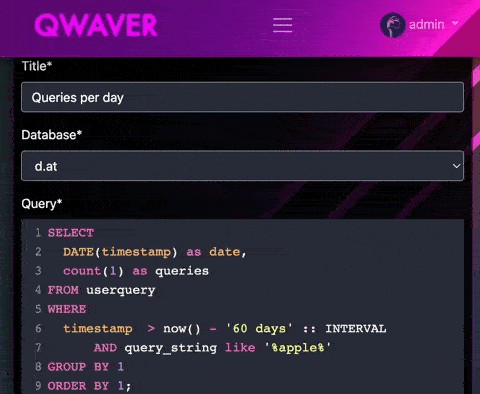 QWAVER
admin
Title*
Queries per day
Database*
d.at
Query*
1 SELECT
2 DATE(timestamp) as date,
3 count(1) as queries
4 FROM userquery
5 WHERE
6 timestamp > now() - '60 days' :: INTERVAL
7 AND query_string like '%apple%'
8 GROUP BY 1
9 ORDER BY 1;